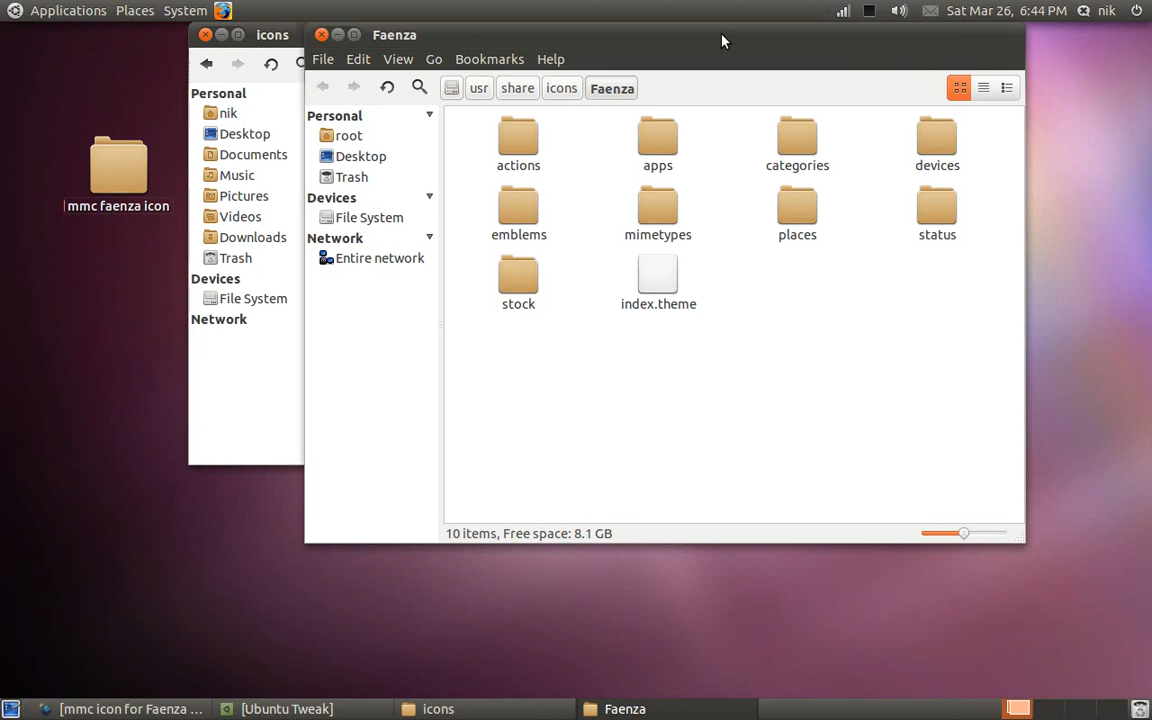 Applications Places System
Sat Mar 26, 6:44 PM nik
icons
Faenza
File Edit View Go Bookmarks Help
usr share icons Faenza
Personal
nik
Desktop
Documents
Music
Pictures
Videos
Downloads
Trash
Devices
File System
Network
Personal
root
Desktop
Trash
Devices
File System
Network
Entire network
actions apps categories devices
emblems mimetypes places status
stock index.theme
10 items, Free space: 8.1 GB
mmc faenza icon
[mmc icon for Faenza ... [Ubuntu Tweak] icons Faenza